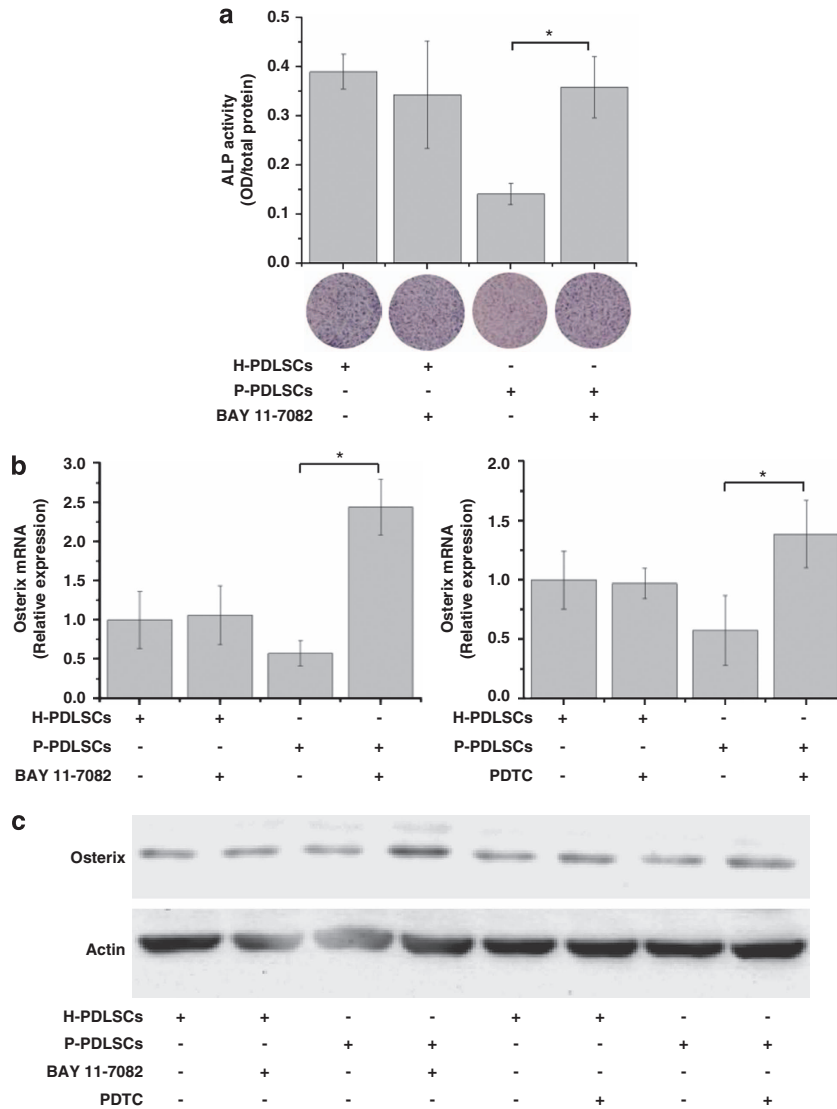 a
0.5
0.4
0.3
0.2
0.1
0.0
ALP activity
(OD/total protein)
*
H-PDLSCs + + - -
P-PDLSCs - - + +
BAY 11-7082 - + - +
b
3.0
2.5
2.0
1.5
1.0
0.5
0.0
Osterix mRNA
(Relative expression)
*
H-PDLSCs + + - -
P-PDLSCs - - + +
BAY 11-7082 - + - +
2.0
1.5
1.0
0.5
0.0
Osterix mRNA
(Relative expression)
*
H-PDLSCs + + - -
P-PDLSCs - - + +
PDTC - + - +
c
Osterix
Actin
H-PDLSCs + + - - + + - -
P-PDLSCs - - + + - - + +
BAY 11-7082 - + - + - - - -
PDTC - - - - - + - +